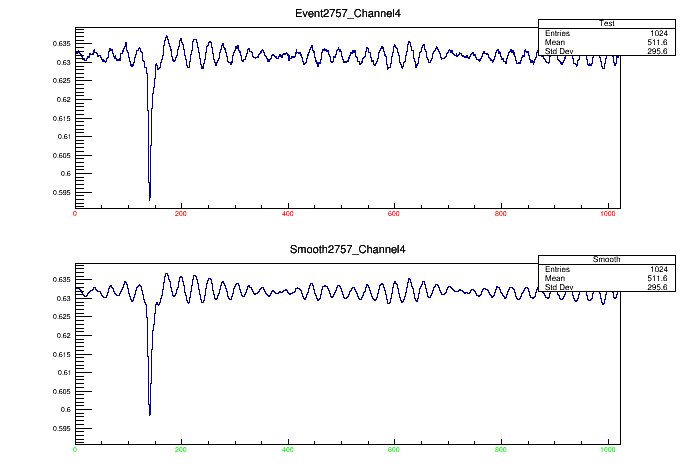 Event2757_Channel4
Test
Entries 1024
Mean 511.6
Std Dev 295.6
0.635
0.63
0.625
0.62
0.615
0.61
0.605
0.6
0.595
0 200 400 600 800 1000
Smooth2757_Channel4
Smooth
Entries 1024
Mean 511.6
Std Dev 295.6
0.635
0.63
0.625
0.62
0.615
0.61
0.605
0.6
0.595
0 200 400 600 800 1000